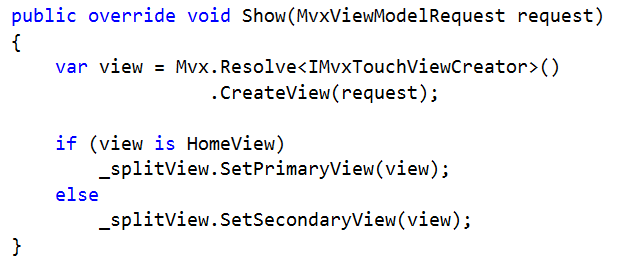 public override void Show(MvxViewModelRequest request)
{
    var view = Mvx.Resolve<IMvxTouchViewCreator>()
                  .CreateView(request);
    if (view is HomeView)
        _splitView.SetPrimaryView(view);
    else
        _splitView.SetSecondaryView(view);
}